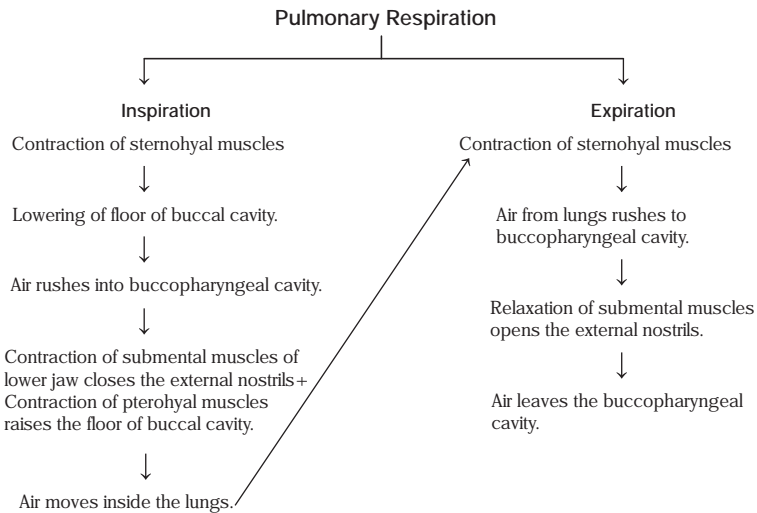 Pulmonary Respiration
Inspiration
Contraction of sternohyal muscles
Lowering of floor of buccal cavity.
Air rushes into buccopharyngeal cavity.
Contraction of submental muscles of
lower jaw closes the external nostrils+
Contraction of pterohyal muscles
raises the floor of buccal cavity.
Air moves inside the lungs.
Expiration
Contraction of sternohyal muscles
Air from lungs rushes to
buccopharyngeal cavity.
Relaxation of submental muscles
opens the external nostrils.
Air leaves the buccopharyngeal
cavity.